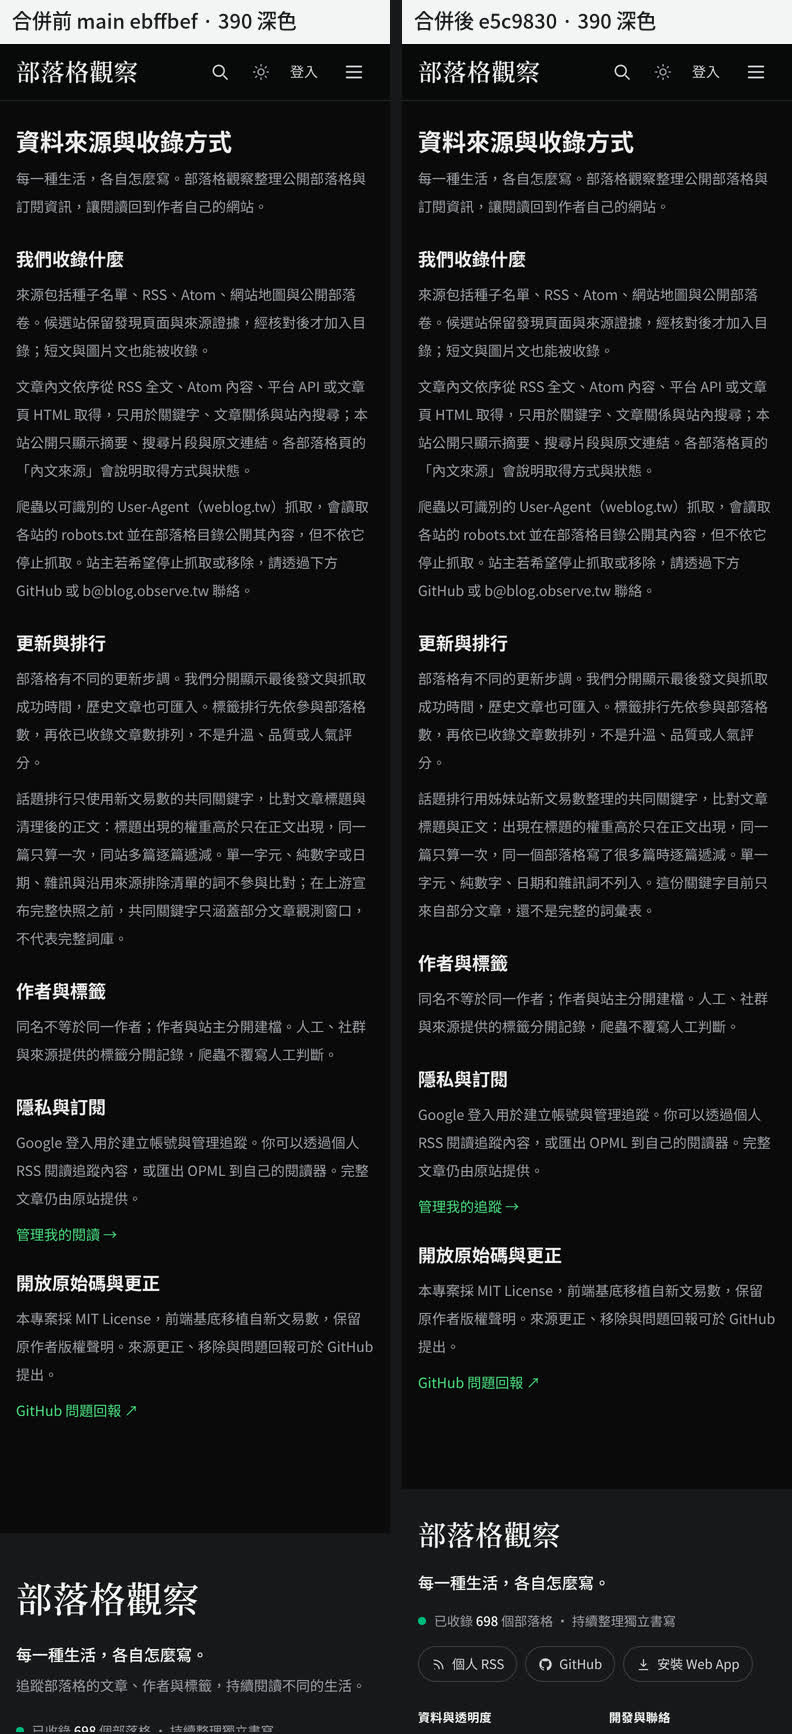 合併前 main ebffbef · 390 深色
部落格觀察
登入
資料來源與收錄方式
每一種生活，各自怎麼寫。部落格觀察整理公開部落格與
訂閱資訊，讓閱讀回到作者自己的網站。
我們收錄什麼
來源包括種子名單、RSS、Atom、網站地圖與公開部落
卷。候選站保留發現頁面與來源證據，經核對後才加入目
錄；短文與圖片文也能被收錄。
文章內文依序從 RSS 全文、Atom 內容、平台 API 或文章
頁 HTML 取得，只用於關鍵字、文章關係與站內搜尋；本
站公開只顯示摘要、搜尋片段與原文連結。各部落格頁的
「內文來源」會說明取得方式與狀態。
爬蟲以可識別的 User-Agent（weblog.tw）抓取，會讀取
各站的 robots.txt 並在部落格目錄公開其內容，但不依它
停止抓取。站主若希望停止抓取或移除，請透過下方
GitHub 或 b@blog.observe.tw 聯絡。
更新與排行
部落格有不同的更新步調。我們分開顯示最後發文與抓取
成功時間，歷史文章也可匯入。標籤排行先依參與部落格
數，再依已收錄文章數排列，不是升溫、品質或人氣評
分。
話題排行只使用新文易數的共同關鍵字，比對文章標題與
清理後的正文：標題出現的權重高於只在正文出現，同一
篇只算一次，同站多篇逐篇遞減。單一字元、純數字或日
期、雜訊與沿用來源排除清單的詞不參與比對；在上游宣
布完整快照之前，共同關鍵字只涵蓋部分文章觀測窗口，
不代表完整詞庫。
作者與標籤
同名不等於同一作者；作者與站主分開建檔。人工、社群
與來源提供的標籤分開記錄，爬蟲不覆寫人工判斷。
隱私與訂閱
Google 登入用於建立帳號與管理追蹤。你可以透過個人
RSS 閱讀追蹤內容，或匯出 OPML 到自己的閱讀器。完整
文章仍由原站提供。
管理我的閱讀 →
開放原始碼與更正
本專案採 MIT License，前端基底移植自新文易數，保留
原作者版權聲明。來源更正、移除與問題回報可於 GitHub
提出。
GitHub 問題回報 ↗
部落格觀察
每一種生活，各自怎麼寫。
追蹤部落格的文章、作者與標籤，持續閱讀不同的生活。
已收錄 698 個部落格 · 持續整理獨立書寫
合併後 e5c9830 · 390 深色
部落格觀察
登入
資料來源與收錄方式
每一種生活，各自怎麼寫。部落格觀察整理公開部落格與
訂閱資訊，讓閱讀回到作者自己的網站。
我們收錄什麼
來源包括種子名單、RSS、Atom、網站地圖與公開部落
卷。候選站保留發現頁面與來源證據，經核對後才加入目
錄；短文與圖片文也能被收錄。
文章內文依序從 RSS 全文、Atom 內容、平台 API 或文章
頁 HTML 取得，只用於關鍵字、文章關係與站內搜尋；本
站公開只顯示摘要、搜尋片段與原文連結。各部落格頁的
「內文來源」會說明取得方式與狀態。
爬蟲以可識別的 User-Agent（weblog.tw）抓取，會讀取
各站的 robots.txt 並在部落格目錄公開其內容，但不依它
停止抓取。站主若希望停止抓取或移除，請透過下方
GitHub 或 b@blog.observe.tw 聯絡。
更新與排行
部落格有不同的更新步調。我們分開顯示最後發文與抓取
成功時間，歷史文章也可匯入。標籤排行先依參與部落格
數，再依已收錄文章數排列，不是升溫、品質或人氣評
分。
話題排行用姊妹站新文易數整理的共同關鍵字，比對文章
標題與正文：出現在標題的權重高於只在正文出現，同一
篇只算一次，同一個部落格寫了很多篇時逐篇遞減。單一
字元、純數字、日期和雜訊詞不列入。這份關鍵字目前只
來自部分文章，還不是完整的詞彙表。
作者與標籤
同名不等於同一作者；作者與站主分開建檔。人工、社群
與來源提供的標籤分開記錄，爬蟲不覆寫人工判斷。
隱私與訂閱
Google 登入用於建立帳號與管理追蹤。你可以透過個人
RSS 閱讀追蹤內容，或匯出 OPML 到自己的閱讀器。完整
文章仍由原站提供。
管理我的追蹤 →
開放原始碼與更正
本專案採 MIT License，前端基底移植自新文易數，保留
原作者版權聲明。來源更正、移除與問題回報可於 GitHub
提出。
GitHub 問題回報 ↗
部落格觀察
每一種生活，各自怎麼寫。
已收錄 698 個部落格 · 持續整理獨立書寫
個人 RSS
GitHub
安裝 Web App
資料與透明度
開發與聯絡